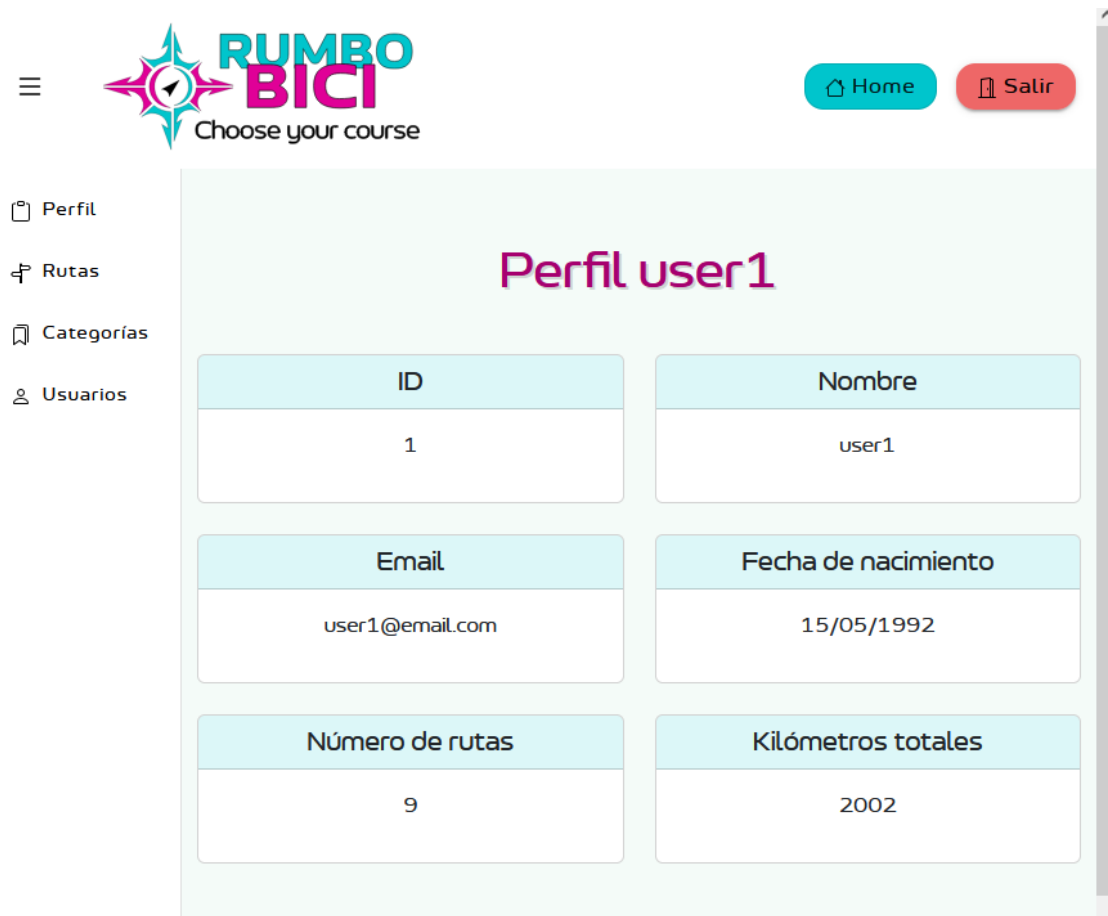 RUMBO
BICI
Choose your course
Home
Salir
Perfil
Rutas
Categorías
Usuarios
Perfil user1
ID
Nombre
1
user1
Email
Fecha de nacimiento
user1@email.com
15/05/1992
Número de rutas
Kilómetros totales
9
2002